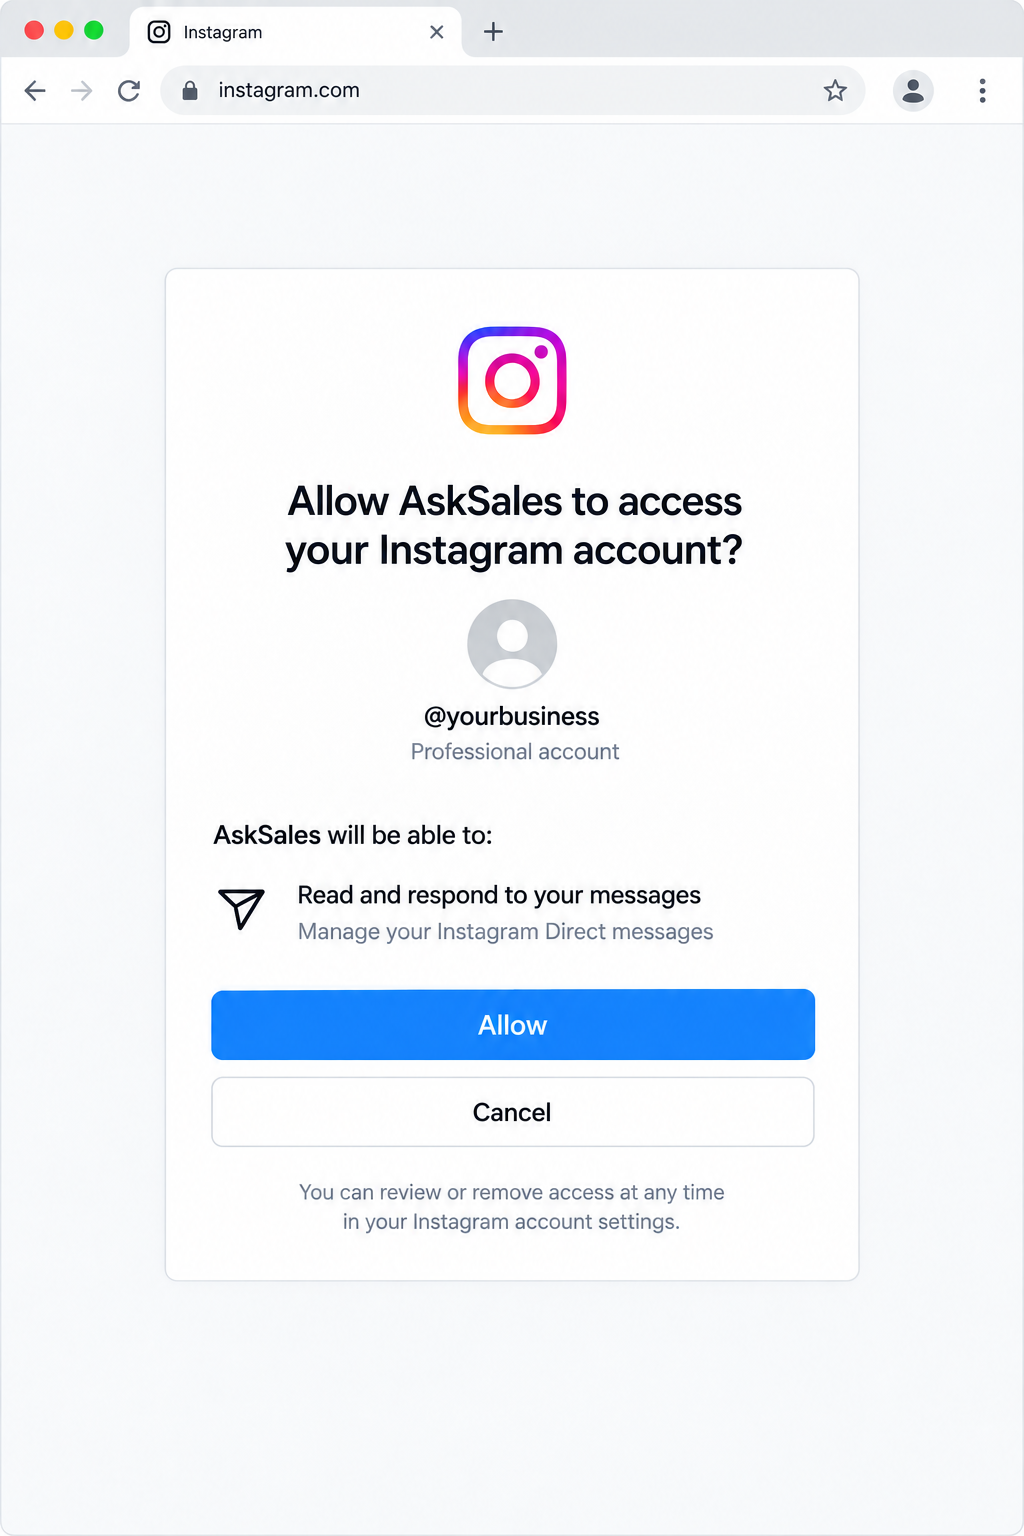 Instagram
instagram.com
Allow AskSales to access
your Instagram account?
@yourbusiness
Professional account
AskSales will be able to:
Read and respond to your messages
Manage your Instagram Direct messages
Allow
Cancel
You can review or remove access at any time
in your Instagram account settings.